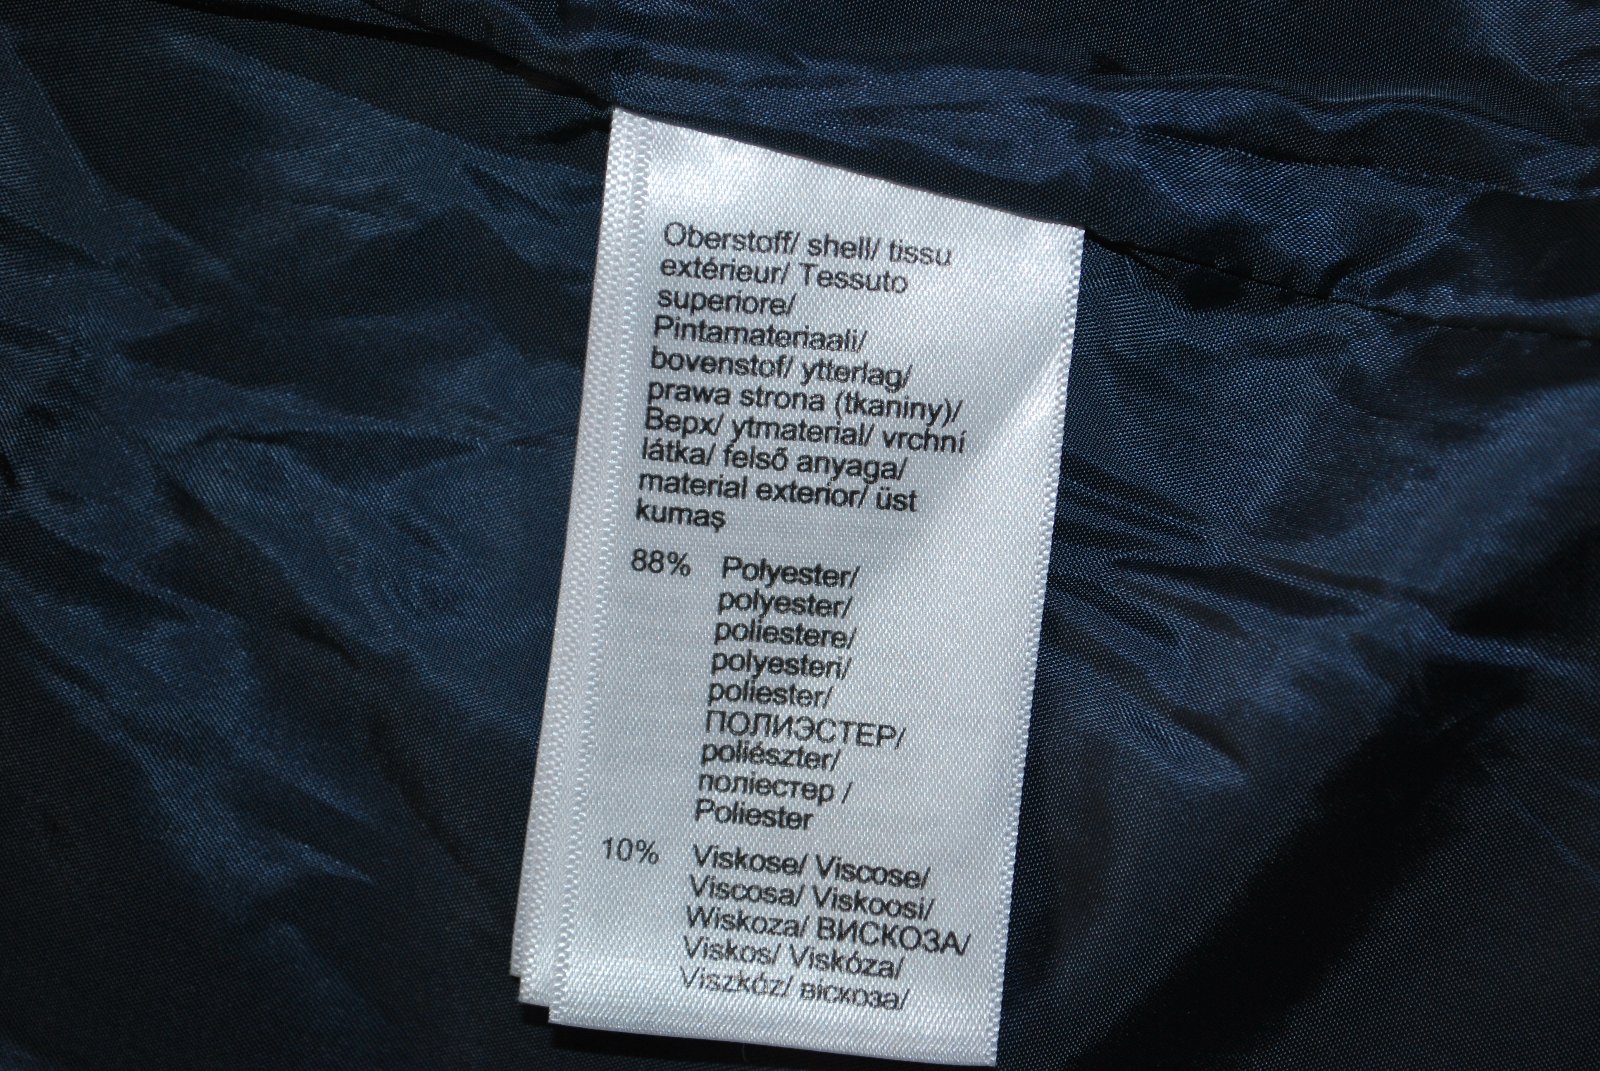 Oberstoff/ shell/ tissu
extérieur/ Tessuto
superiore/
Pintamateriaali/
bovenstof/ ytterlag/
prawa strona (tkaniny)/
Верх/ ytmaterial/ vrchní
látka/ felső anyaga/
material exterior/ üst
kumaş
88% Polyester/
polyester/
poliestere/
polyesteri/
poliester/
ПОЛИЭСТЕР/
poliészter/
поліестер /
Poliester
10% Viskose/ Viscose/
Viscosa/ Viskoosi/
Wiskoza/ ВИСКОЗА/
Viskos/ Viskóza/
Viszkóz/ віскоза/